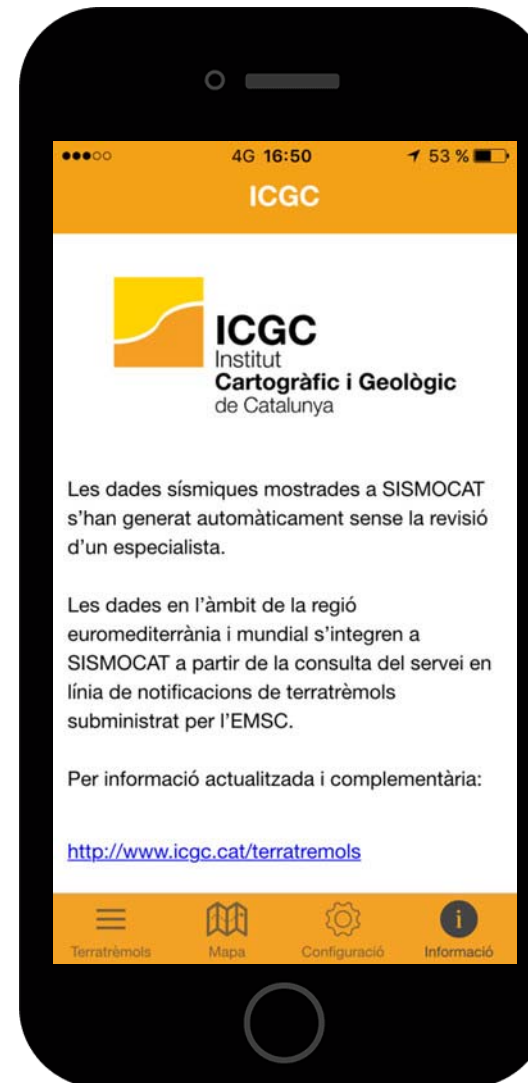 4G 16:50 53 %
ICGC
ICGC
Institut
Cartogràfic i Geològic
de Catalunya
Les dades sísmiques mostrades a SISMOCAT
s’han generat automàticament sense la revisió
d’un especialista.
Les dades en l’àmbit de la regió
euromediterrània i mundial s’integren a
SISMOCAT a partir de la consulta del servei en
línia de notificacions de terratrèmols
subministrat per l’EMSC.
Per informació actualitzada i complementària:
http://www.icgc.cat/terratremols
Terratrèmols Mapa Configuració Informació